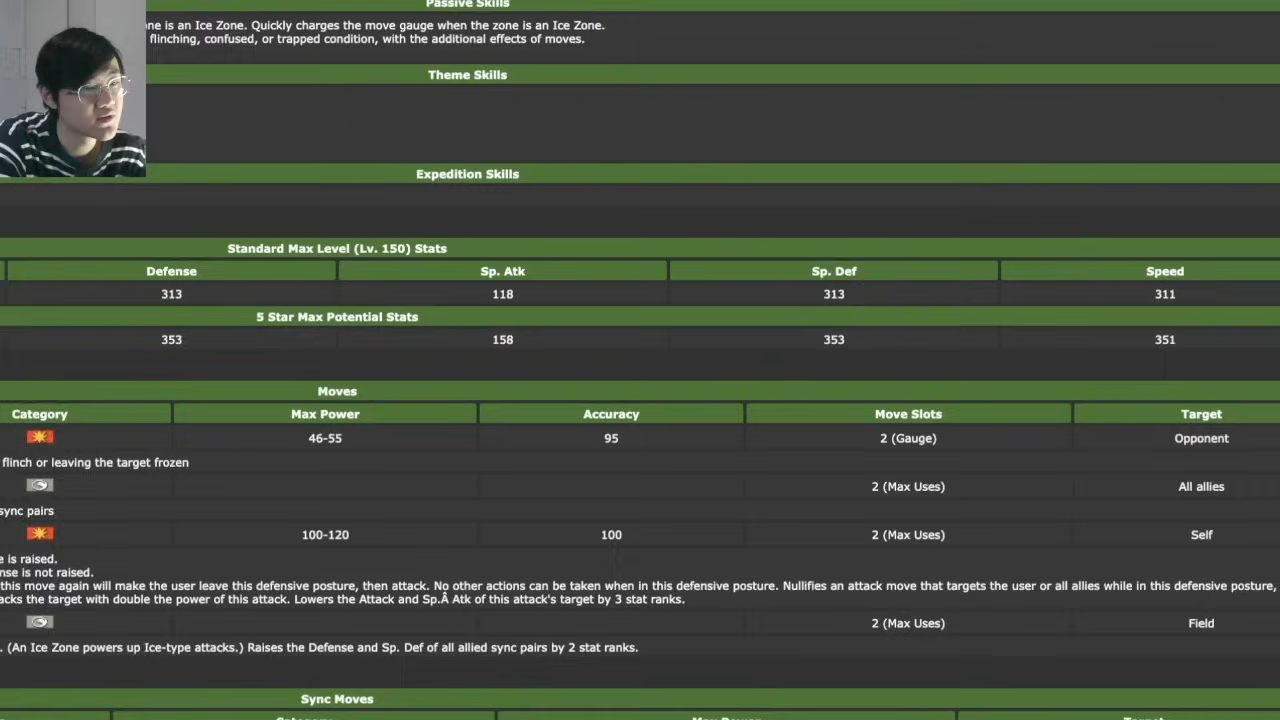 Passive Skills
one is an Ice Zone. Quickly charges the move gauge when the zone is an Ice Zone.
flinching, confused, or trapped condition, with the additional effects of moves.
Theme Skills
Expedition Skills
Standard Max Level (Lv. 150) Stats
Defense Sp. Atk Sp. Def Speed
313 118 313 311
5 Star Max Potential Stats
353 158 353 351
Moves
Category Max Power Accuracy Move Slots Target
46-55 95 2 (Gauge) Opponent
flinch or leaving the target frozen
2 (Max Uses) All allies
sync pairs
100-120 100 2 (Max Uses) Self
e is raised.
nse is not raised.
this move again will make the user leave this defensive posture, then attack. No other actions can be taken when in this defensive posture. Nullifies an attack move that targets the user or all allies while in this defensive posture,
acks the target with double the power of this attack. Lowers the Attack and Sp.Â Atk of this attack's target by 3 stat ranks.
2 (Max Uses) Field
. (An Ice Zone powers up Ice-type attacks.) Raises the Defense and Sp. Def of all allied sync pairs by 2 stat ranks.
Sync Moves
Category Max Power Target